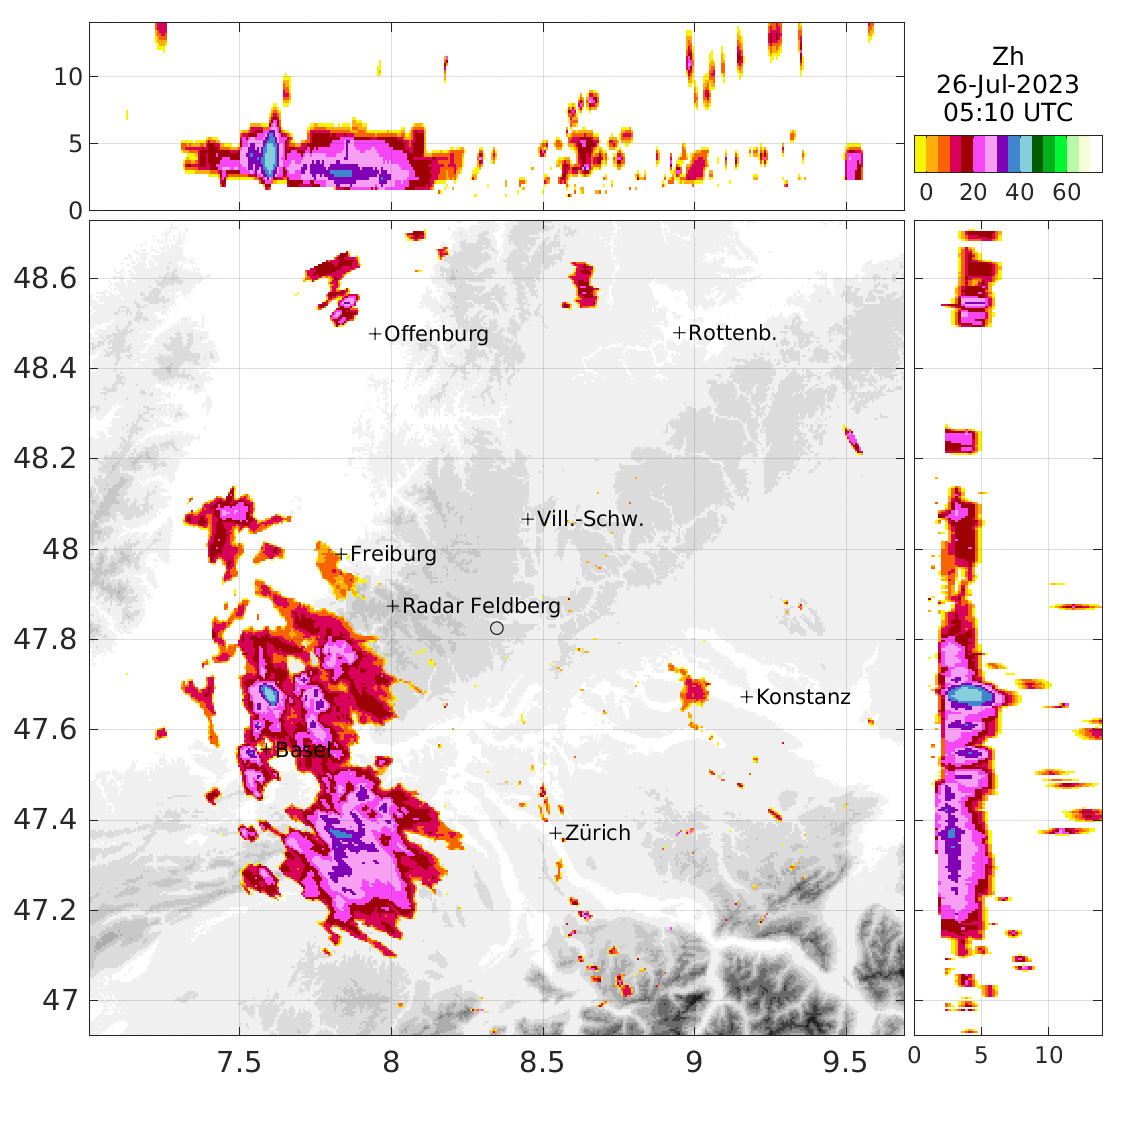 Zh
26-Jul-2023
05:10 UTC
0 20 40 60
10
5
0
48.6
48.4
48.2
48
47.8
47.6
47.4
47.2
47
+Offenburg
+Rottenb.
+Vill.-Schw.
+Freiburg
+Radar Feldberg
+Konstanz
+Basel
+Zürich
7.5 8 8.5 9 9.5
0 5 10